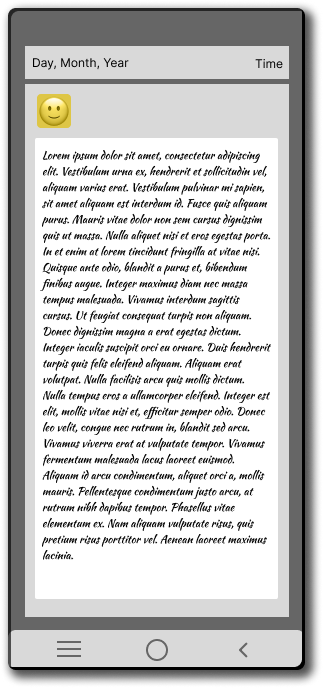 Day, Month, Year
Time
Lorem ipsum dolor sit amet, consectetur adipiscing
elit. Vestibulum urna ex, hendrerit et sollicitudin vel,
aliquam varius erat. Vestibulum pulvinar mi sapien,
sit amet aliquam est interdum id. Fusce quis aliquam
purus. Mauris vitae dolor non sem cursus dignissim
quis ut massa. Nulla aliquet nisi et eros egestas porta.
In et enim at lorem tincidunt fringilla at vitae nisi.
Quisque ante odio, blandit a purus et, bibendum
finibus augue. Integer maximus diam nec massa
tempus malesuada. Vivamus interdum sagittis
cursus. Ut feugiat consequat turpis non aliquam.
Donec dignissim magna a erat egestas dictum.
Integer iaculis suscipit orci eu ornare. Duis hendrerit
turpis quis felis eleifend aliquam. Aliquam erat
volutpat. Nulla facilisis arcu quis mollis dictum.
Nulla tempus eros a ullamcorper eleifend. Integer est
elit, mollis vitae nisi et, efficitur semper odio. Donec
leo velit, congue nec rutrum in, blandit sed arcu.
Vivamus viverra erat at vulputate tempor. Vivamus
fermentum malesuada lacus laoreet euismod.
Aliquam id arcu condimentum, aliquet orci a, mollis
mauris. Pellentesque condimentum justo arcu, at
rutrum nibh dapibus tempor. Phasellus vitae
elementum ex. Nam aliquam vulputate risus, quis
pretium risus porttitor vel. Aenean laoreet maximus
lacinia.